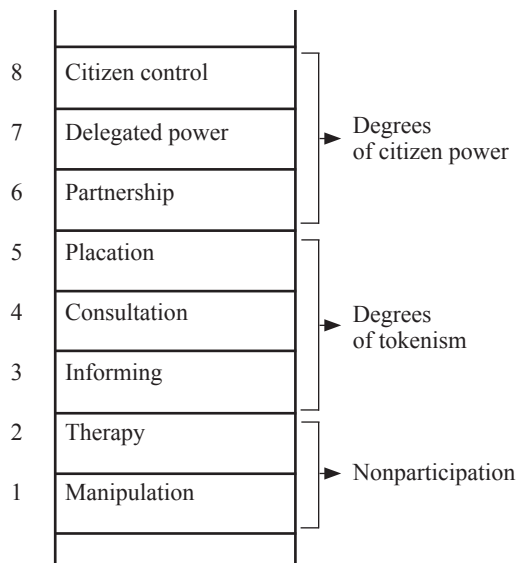 8 Citizen control
7 Delegated power
6 Partnership
Degrees
of citizen power
5 Placation
4 Consultation
3 Informing
Degrees
of tokenism
2 Therapy
1 Manipulation
Nonparticipation